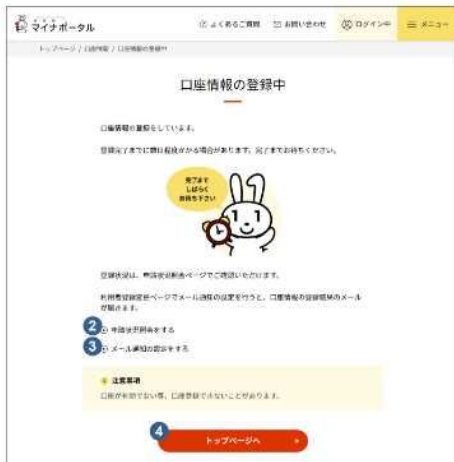 マイナポータル
よくあるご質問 お問い合わせ ログイン中 メニュー
トップページ / 口座情報 / 口座情報の登録中
口座情報の登録中
口座情報の登録をしています。
登録完了までに数日程度かかる場合があります。完了までお待ちください。
完了まで
しばらく
お待ち下さい
登録状況は、申請状況照会ページでご確認いただけます。
利用者登録変更ページでメール通知の設定を行うと、口座情報の登録結果のメール
が届きます。
2 申請状況照会をする
3 メール通知の設定をする
注意事項
口座が有効でない等、口座登録できないことがあります。
4 トップページへ